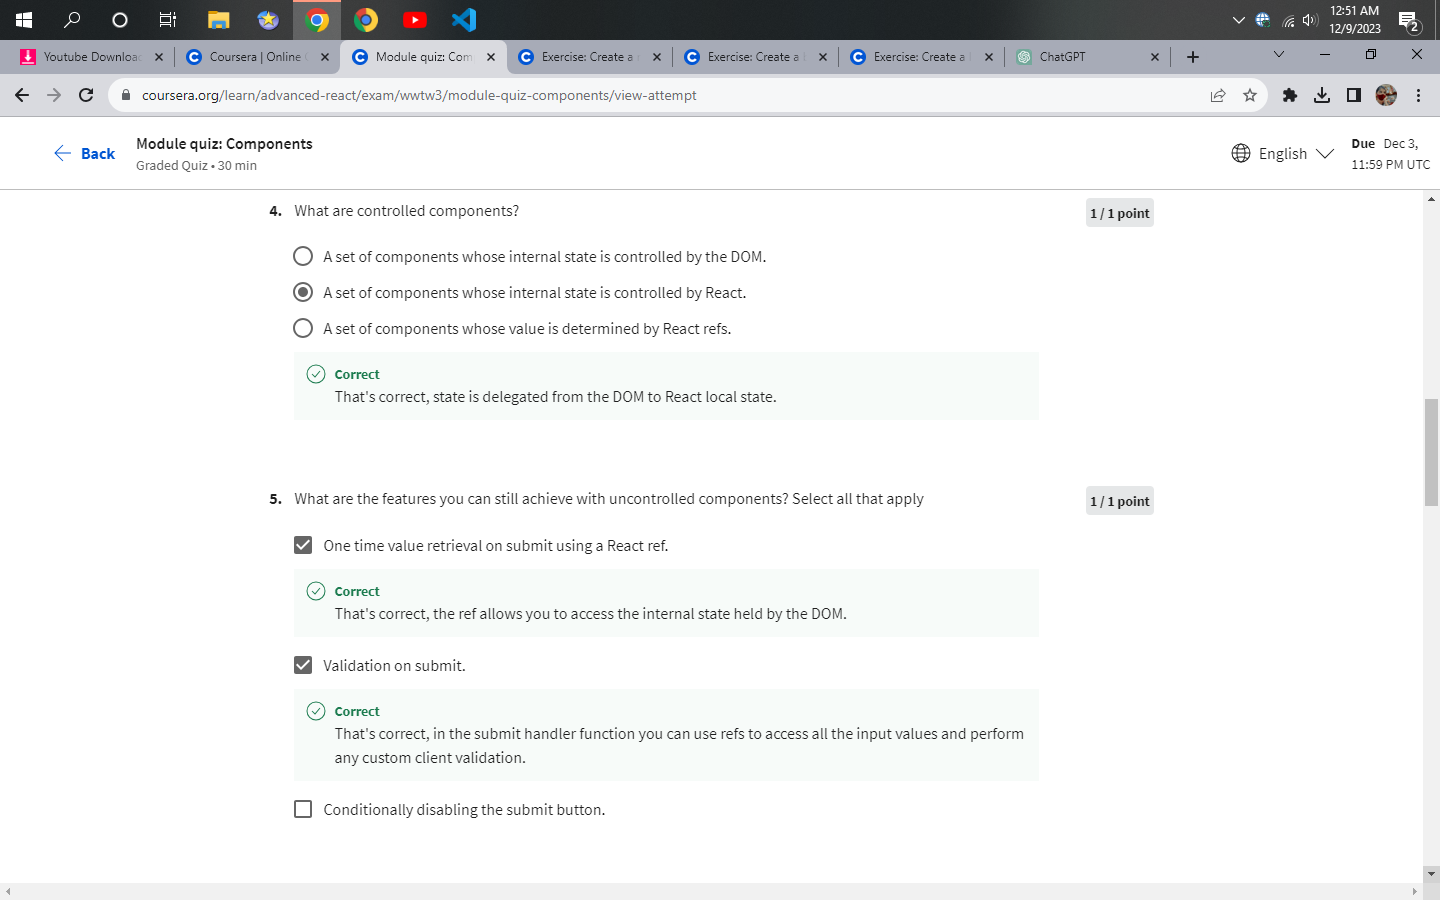 12:51 AM
12/9/2023
2
Youtube Downloa
Coursera | Online
Module quiz: Com
Exercise: Create a
Exercise: Create a
Exercise: Create a
ChatGPT
coursera.org/learn/advanced-react/exam/wwtw3/module-quiz-components/view-attempt
Back
Module quiz: Components
Graded Quiz • 30 min
English
Due Dec 3,
11:59 PM UTC
4. What are controlled components?
1 / 1 point
A set of components whose internal state is controlled by the DOM.
A set of components whose internal state is controlled by React.
A set of components whose value is determined by React refs.
Correct
That's correct, state is delegated from the DOM to React local state.
5. What are the features you can still achieve with uncontrolled components? Select all that apply
1 / 1 point
One time value retrieval on submit using a React ref.
Correct
That's correct, the ref allows you to access the internal state held by the DOM.
Validation on submit.
Correct
That's correct, in the submit handler function you can use refs to access all the input values and perform
any custom client validation.
Conditionally disabling the submit button.